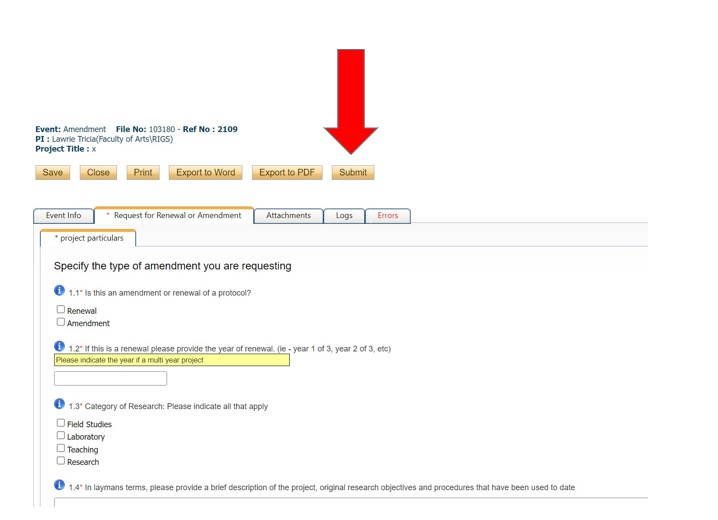 Event: Amendment File No: 103180 - Ref No : 2109
PI : Lawrie Tricia(Faculty of Arts\RIGS)
Project Title : x
Save Close Print Export to Word Export to PDF Submit
Event Info * Request for Renewal or Amendment Attachments Logs Errors
* project particulars
Specify the type of amendment you are requesting
1.1* Is this an amendment or renewal of a protocol?
Renewal
Amendment
1.2* If this is a renewal please provide the year of renewal. (ie - year 1 of 3, year 2 of 3, etc)
Please indicate the year if a multi year project
1.3* Category of Research: Please indicate all that apply
Field Studies
Laboratory
Teaching
Research
1.4* In laymans terms, please provide a brief description of the project, original research objectives and procedures that have been used to date